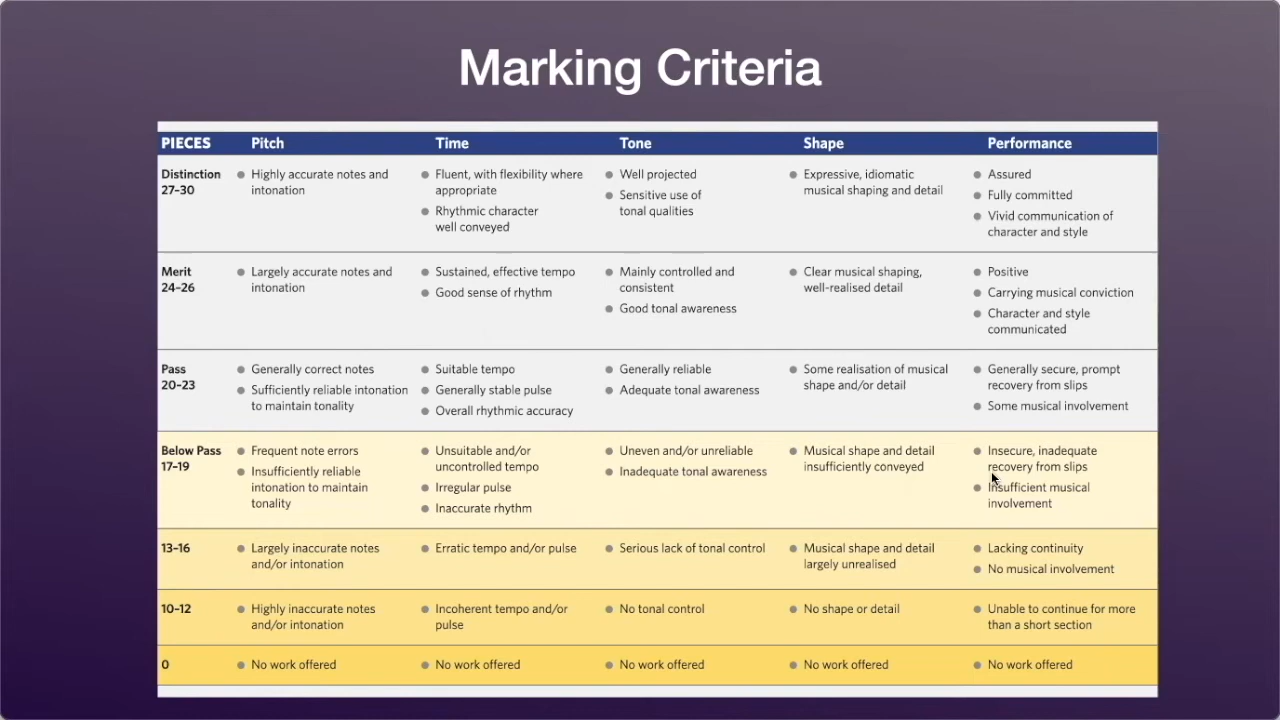 Marking Criteria
PIECES Pitch Time Tone Shape Performance
Distinction
27–30
Highly accurate notes and
intonation
Fluent, with flexibility where
appropriate
Rhythmic character
well conveyed
Well projected
Sensitive use of
tonal qualities
Expressive, idiomatic
musical shaping and detail
Assured
Fully committed
Vivid communication of
character and style
Merit
24–26
Largely accurate notes and
intonation
Sustained, effective tempo
Good sense of rhythm
Mainly controlled and
consistent
Good tonal awareness
Clear musical shaping,
well-realised detail
Positive
Carrying musical conviction
Character and style
communicated
Pass
20–23
Generally correct notes
Sufficiently reliable intonation
to maintain tonality
Suitable tempo
Generally stable pulse
Overall rhythmic accuracy
Generally reliable
Adequate tonal awareness
Some realisation of musical
shape and/or detail
Generally secure, prompt
recovery from slips
Some musical involvement
Below Pass
17–19
Frequent note errors
Insufficiently reliable
intonation to maintain
tonality
Unsuitable and/or
uncontrolled tempo
Irregular pulse
Inaccurate rhythm
Uneven and/or unreliable
Inadequate tonal awareness
Musical shape and detail
insufficiently conveyed
Insecure, inadequate
recovery from slips
Insufficient musical
involvement
13–16
Largely inaccurate notes
and/or intonation
Erratic tempo and/or pulse
Serious lack of tonal control
Musical shape and detail
largely unrealised
Lacking continuity
No musical involvement
10–12
Highly inaccurate notes
and/or intonation
Incoherent tempo and/or
pulse
No tonal control
No shape or detail
Unable to continue for more
than a short section
0
No work offered
No work offered
No work offered
No work offered
No work offered